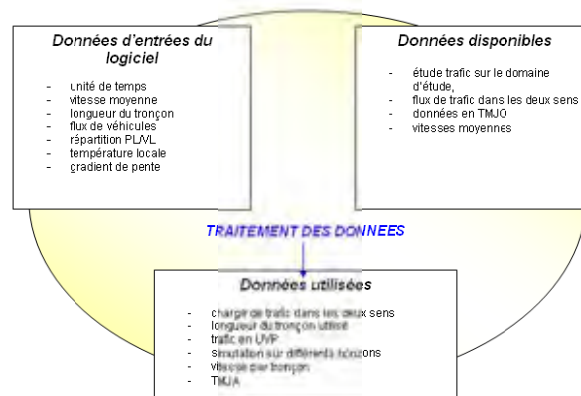 Données d'entrées du
logiciel
- unité de temps
- vitesse moyenne
- longueur du tronçon
- flux de véhicules
- répartition PL/VL
- température locale
- gradient de pente
Données disponibles
- étude trafic sur le domaine
d'étude,
- flux de trafic dans les deux sens
- données en TMJO
- vitesses moyennes
TRAITEMENT DES DONNEES
Données utilisées
- charge de trafic dans les deux sens
- longueur du tronçon utilisé
- trafic en UVP
- simulation sur différents horizons
- vitesse par tronçon
- TMJA